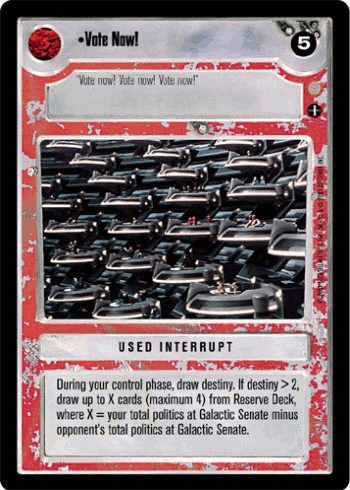 •Vote Now!
5
'Vote now! Vote now! Vote now!'
USED INTERRUPT
During your control phase, draw destiny. If destiny > 2,
draw up to X cards (maximum 4) from Reserve Deck,
where X = your total politics at Galactic Senate minus
opponent's total politics at Galactic Senate.